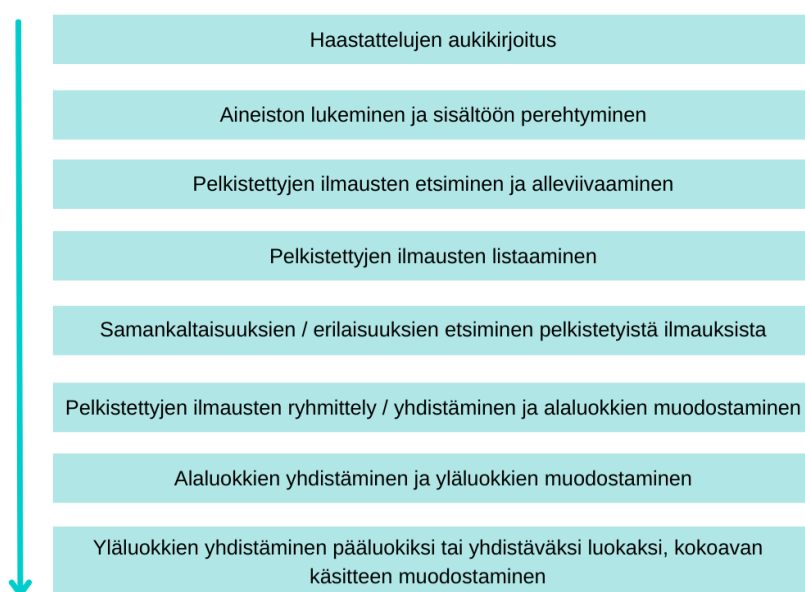 Haastattelujen aukikirjoitus
Aineiston lukeminen ja sisältöön perehtyminen
Pelkistettyjen ilmausten etsiminen ja alleviivaaminen
Pelkistettyjen ilmausten listaaminen
Samankaltaisuuksien / erilaisuuksien etsiminen pelkistetyistä ilmauksista
Pelkistettyjen ilmausten ryhmittely / yhdistäminen ja alaluokkien muodostaminen
Alaluokkien yhdistäminen ja yläluokkien muodostaminen
Yläluokkien yhdistäminen pääluokiksi tai yhdistäväksi luokaksi, kokoavan
käsitteen muodostaminen